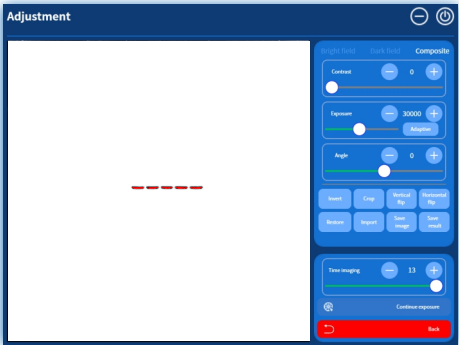 Adjustment
Bright field Dark field Composite
Contrast 0
Exposure 30000
Adaptive
Angle 0
Invert Crop Vertical flip Horizontal flip
Restore Import Save image Save result
Time imaging 13
Continue exposure
Back